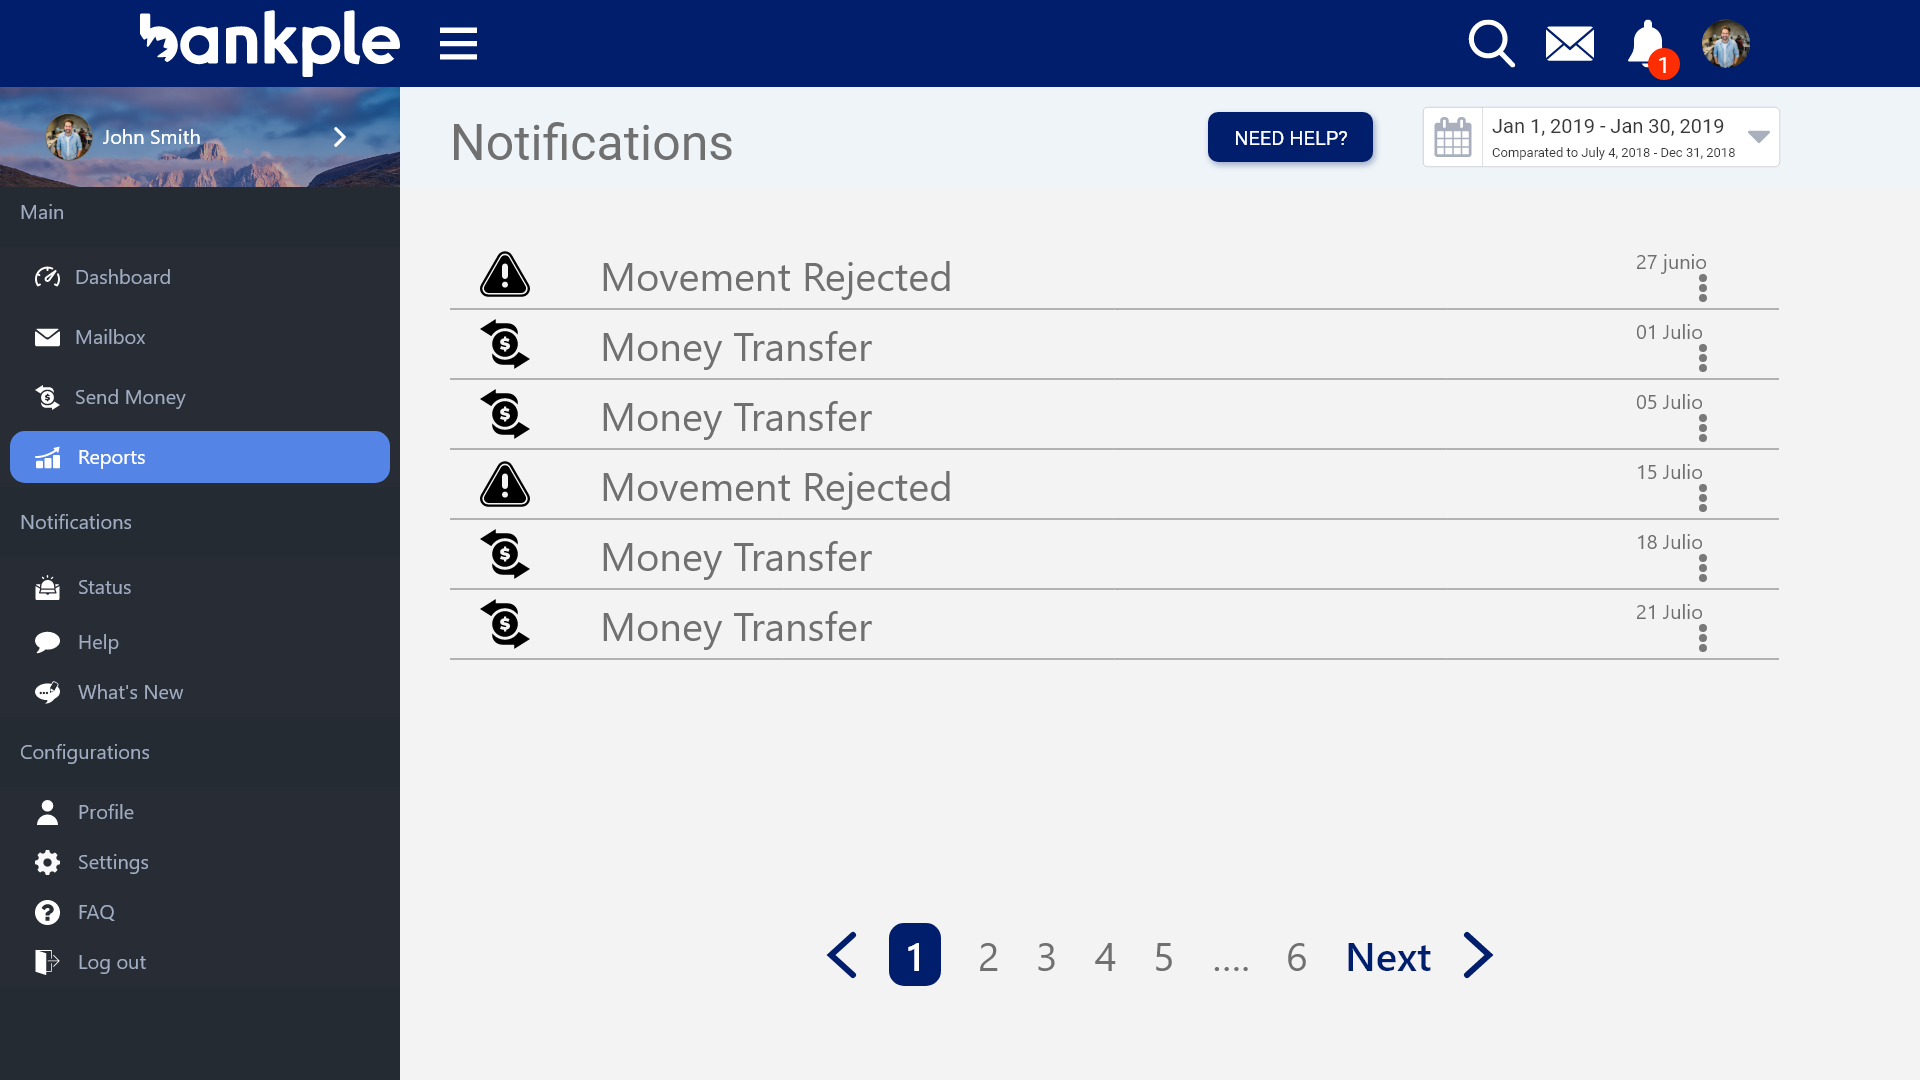 bankple
1
John Smith
Main
Dashboard
Mailbox
Send Money
Reports
Notifications
Status
Help
What's New
Configurations
Profile
Settings
FAQ
Log out
Notifications
NEED HELP?
Jan 1, 2019 - Jan 30, 2019
Comparated to July 4, 2018 - Dec 31, 2018
Movement Rejected
27 junio
Money Transfer
01 Julio
Money Transfer
05 Julio
Movement Rejected
15 Julio
Money Transfer
18 Julio
Money Transfer
21 Julio
1 2 3 4 5 .... 6 Next